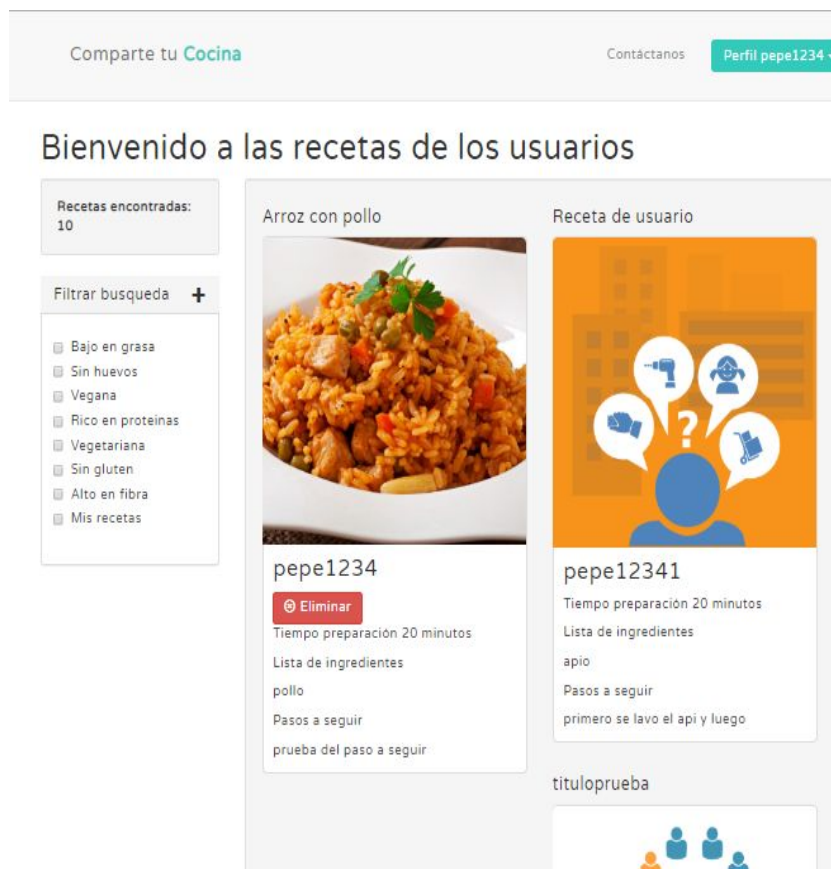 Comparte tu Cocina
Contáctanos
Perfil pepe1234
Bienvenido a las recetas de los usuarios
Recetas encontradas:
10
Filtrar busqueda
Bajo en grasa
Sin huevos
Vegana
Rico en proteinas
Vegetariana
Sin gluten
Alto en fibra
Mis recetas
Arroz con pollo
pepe1234
Eliminar
Tiempo preparación 20 minutos
Lista de ingredientes
pollo
Pasos a seguir
prueba del paso a seguir
Receta de usuario
?
pepe12341
Tiempo preparación 20 minutos
Lista de ingredientes
apio
Pasos a seguir
primero se lavo el api y luego
tituloprueba